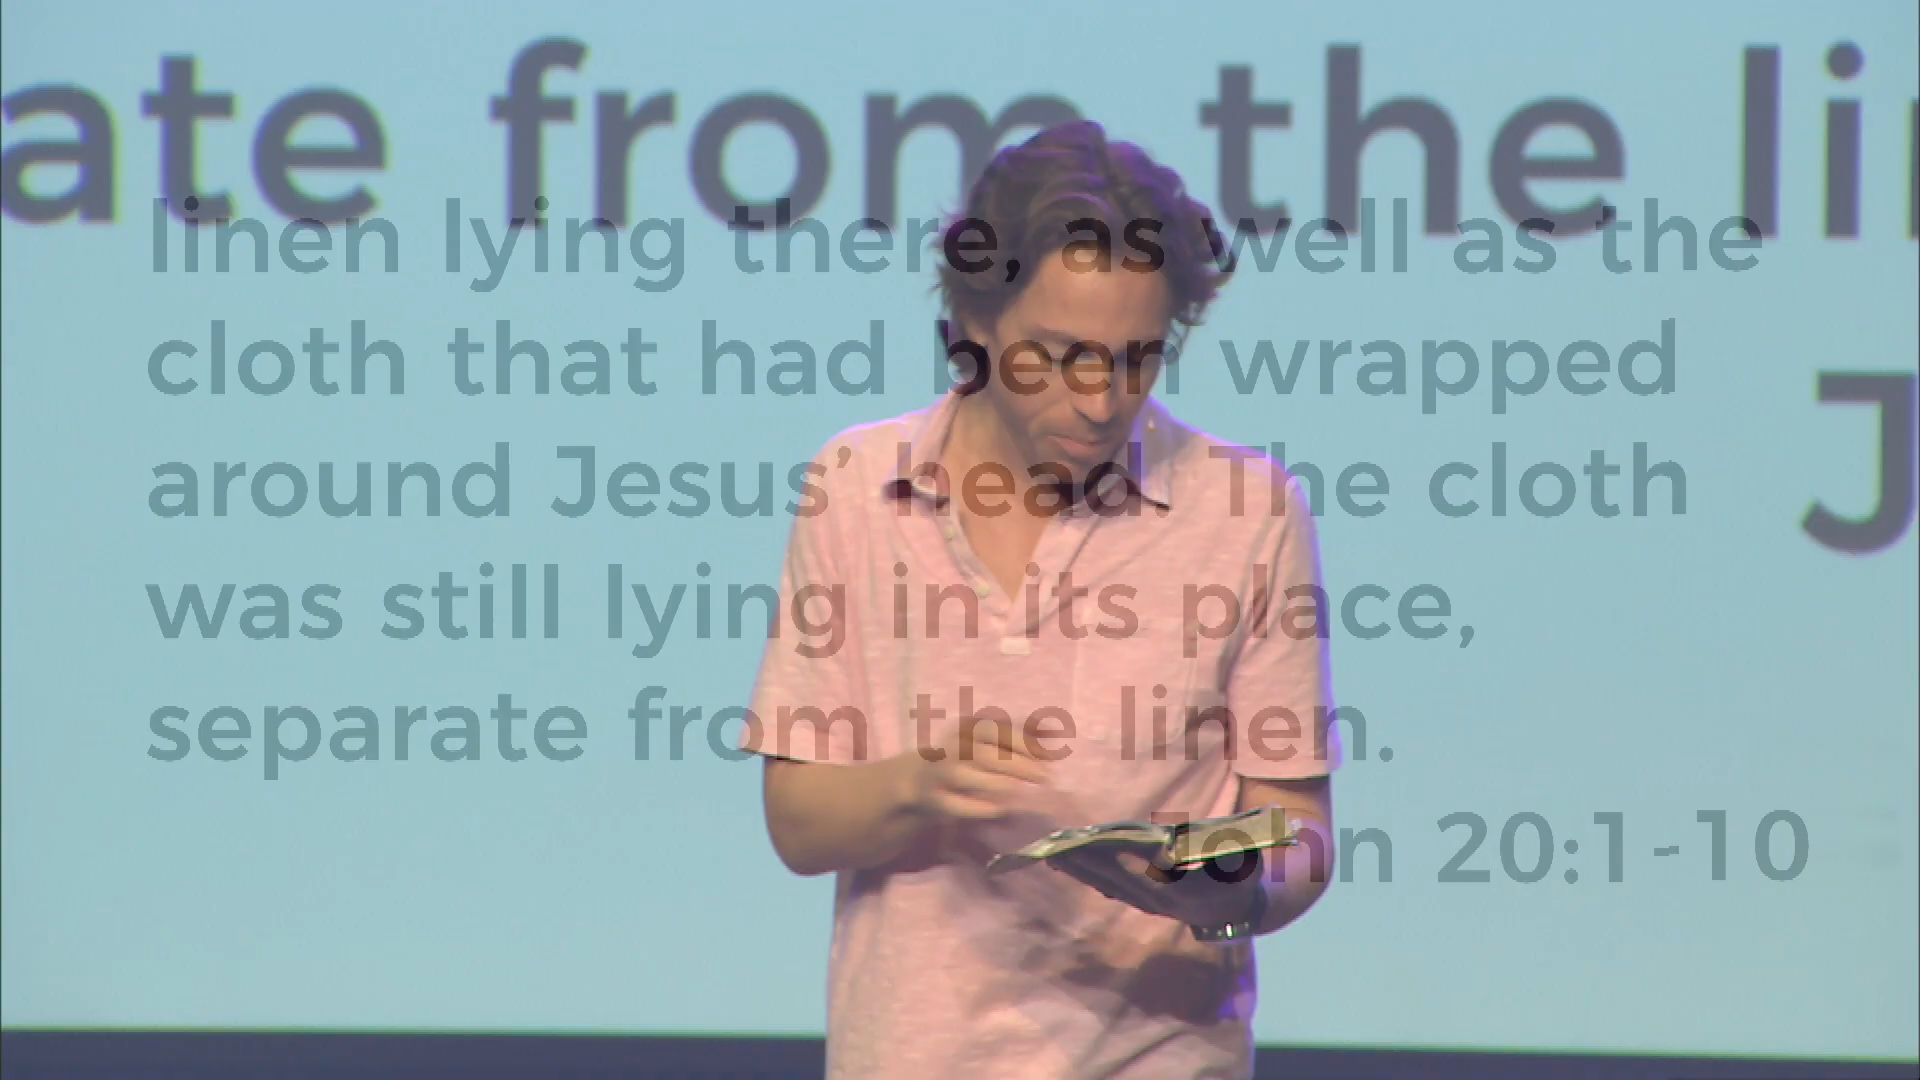 ate from the li
linen lying there, as well as the
cloth that had been wrapped
around Jesus’ head. The cloth
was still lying in its place,
separate from the linen.
John 20:1-10
J